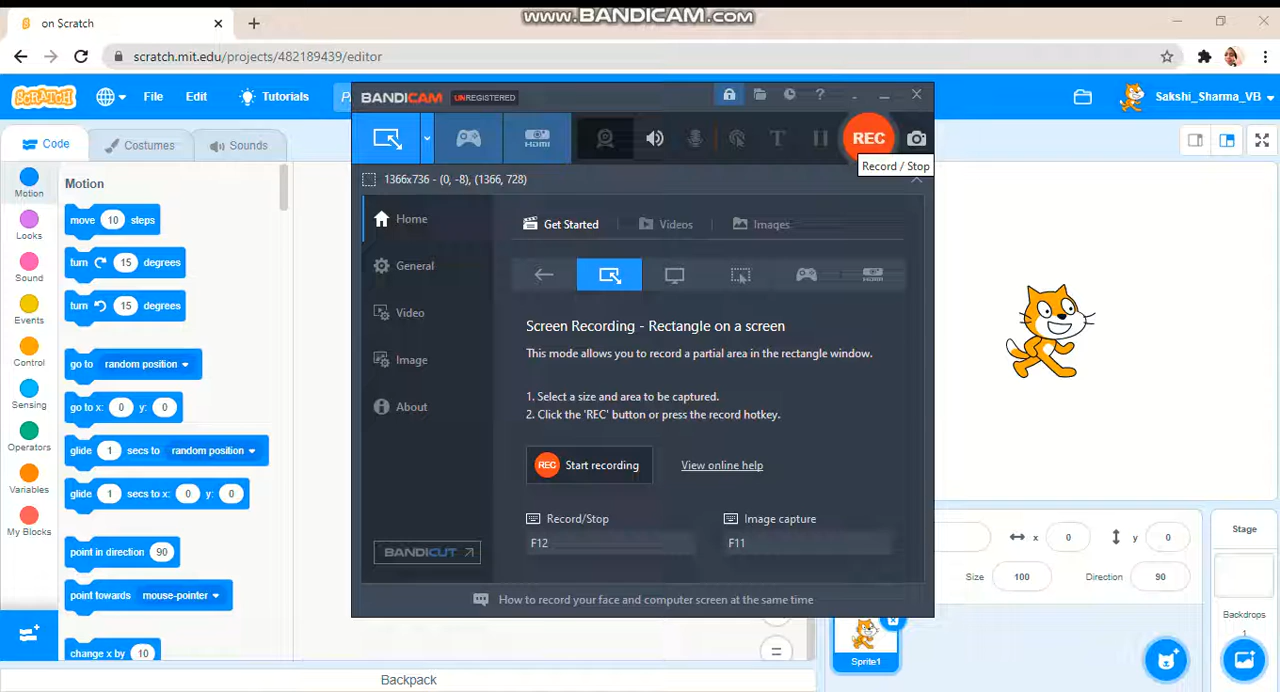 www.BANDICAM.com
on Scratch
scratch.mit.edu/projects/482189439/editor
SCRATCH
File
Edit
Tutorials
Sakshi_Sharma_VB
Code
Costumes
Sounds
BANDICAM
UNREGISTERED
HDMI
REC
Record / Stop
1366x736 - (0, -8), (1366, 728)
Motion
Looks
Sound
Events
Control
Sensing
Operators
Variables
My Blocks
Motion
move 10 steps
turn 15 degrees
turn 15 degrees
go to random position
go to x: 0 y: 0
glide 1 secs to random position
glide 1 secs to x: 0 y: 0
point in direction 90
point towards mouse-pointer
change x by 10
Home
General
Video
Image
About
BANDICUT
Get Started
Videos
Images
HDMI
Screen Recording - Rectangle on a screen
This mode allows you to record a partial area in the rectangle window.
1. Select a size and area to be captured.
2. Click the 'REC' button or press the record hotkey.
REC Start recording
View online help
Record/Stop
F12
Image capture
F11
How to record your face and computer screen at the same time
x 0
y 0
Size 100
Direction 90
Sprite1
Stage
Backdrops
1
Backpack